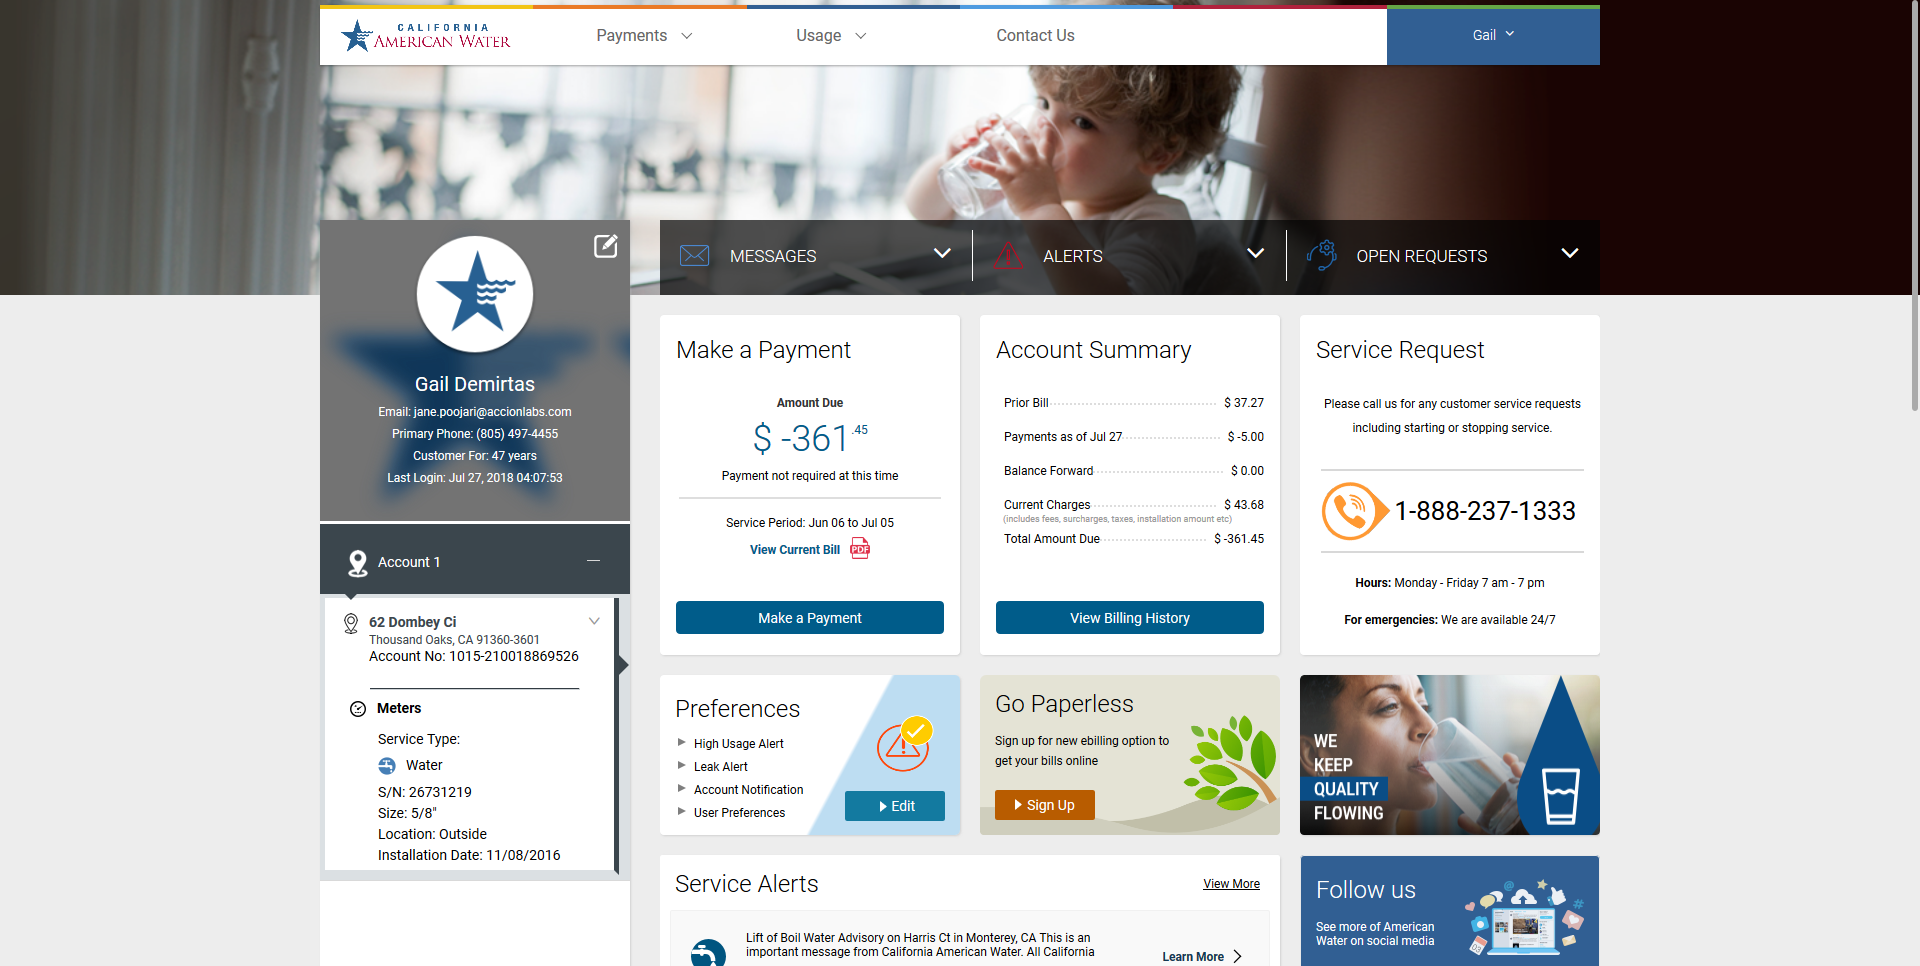 CALIFORNIA
AMERICAN WATER
Payments
Usage
Contact Us
Gail
MESSAGES
ALERTS
OPEN REQUESTS
Gail Demirtas
Email: jane.poojari@accionlabs.com
Primary Phone: (805) 497-4455
Customer For: 47 years
Last Login: Jul 27, 2018 04:07:53
Account 1
62 Dombey Ci
Thousand Oaks, CA 91360-3601
Account No: 1015-210018869526
Meters
Service Type:
Water
S/N: 26731219
Size: 5/8"
Location: Outside
Installation Date: 11/08/2016
Make a Payment
Amount Due
$ -361.45
Payment not required at this time
Service Period: Jun 06 to Jul 05
View Current Bill PDF
Make a Payment
Account Summary
Prior Bill $ 37.27
Payments as of Jul 27 $ -5.00
Balance Forward $ 0.00
Current Charges $ 43.68
(includes fees, surcharges, taxes, installation amount etc)
Total Amount Due $ -361.45
View Billing History
Service Request
Please call us for any customer service requests
including starting or stopping service.
1-888-237-1333
Hours: Monday - Friday 7 am - 7 pm
For emergencies: We are available 24/7
Preferences
High Usage Alert
Leak Alert
Account Notification
User Preferences
Edit
Go Paperless
Sign up for new ebilling option to
get your bills online
Sign Up
WE
KEEP
QUALITY
FLOWING
Service Alerts
View More
Lift of Boil Water Advisory on Harris Ct in Monterey, CA This is an
important message from California American Water. All California
Learn More
Follow us
See more of American
Water on social media